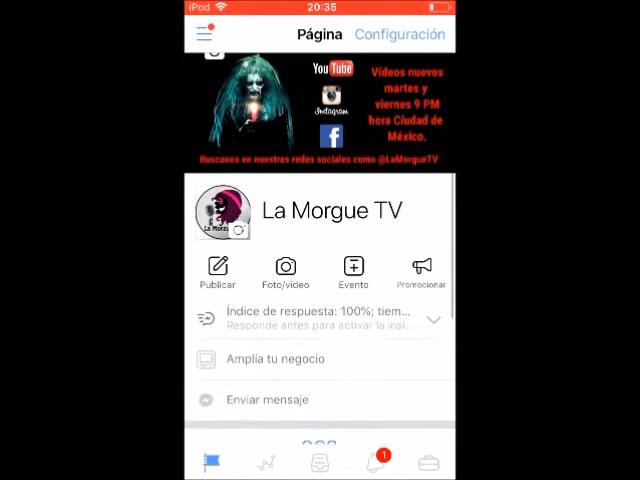 iPod 20:35
Página Configuración
YouTube
Instagram
Vídeos nuevos
martes y
viernes 9 PM
hora Cíudad de
México.
Buscanos en nuestras redes sociales como @LaMorgueTV
La Morgue TV
Publicar Foto/video Evento Promocionar
Índice de respuesta: 100%; tiem...
Responde antes para activar la insi...
Amplía tu negocio
Enviar mensaje
1